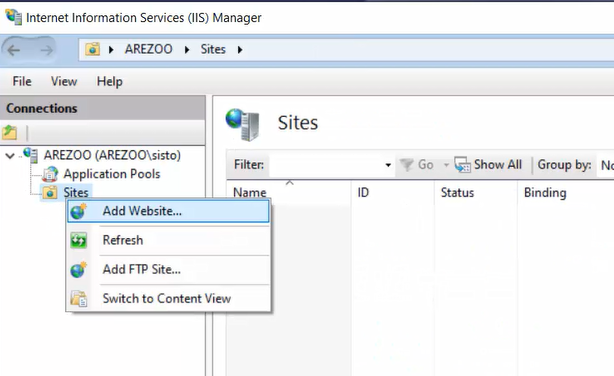 Internet Information Services (IIS) Manager
AREZOO Sites
File View Help
Connections
AREZOO (AREZOO\sisto)
Application Pools
Sites
Add Website...
Refresh
Add FTP Site...
Switch to Content View
Sites
Filter: Go Show All Group by:
Name ID Status Binding